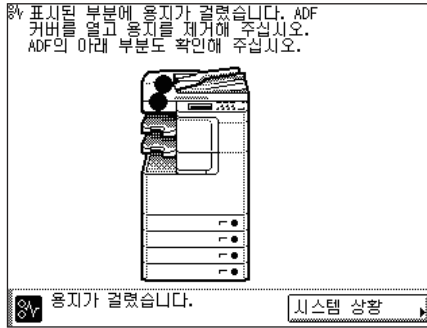 표시된 부분에 용지가 걸렸습니다. ADF
커버를 열고 용지를 제거해 주십시오.
ADF의 아래 부분도 확인해 주십시오.
용지가 걸렸습니다.
시스템 상황